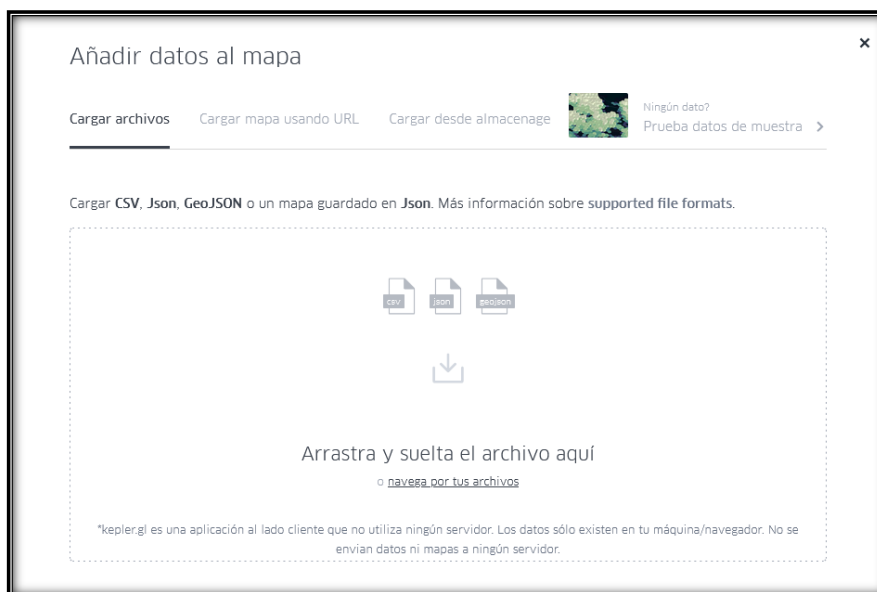 Añadir datos al mapa
×
Cargar archivos
Cargar mapa usando URL
Cargar desde almacenage
Ningún dato?
Prueba datos de muestra
Cargar CSV, Json, GeoJSON o un mapa guardado en Json. Más información sobre supported file formats.
csv
json
geojson
Arrastra y suelta el archivo aquí
o navega por tus archivos
*kepler.gl es una aplicación al lado cliente que no utiliza ningún servidor. Los datos sólo existen en tu máquina/navegador. No se
envian datos ni mapas a ningún servidor.